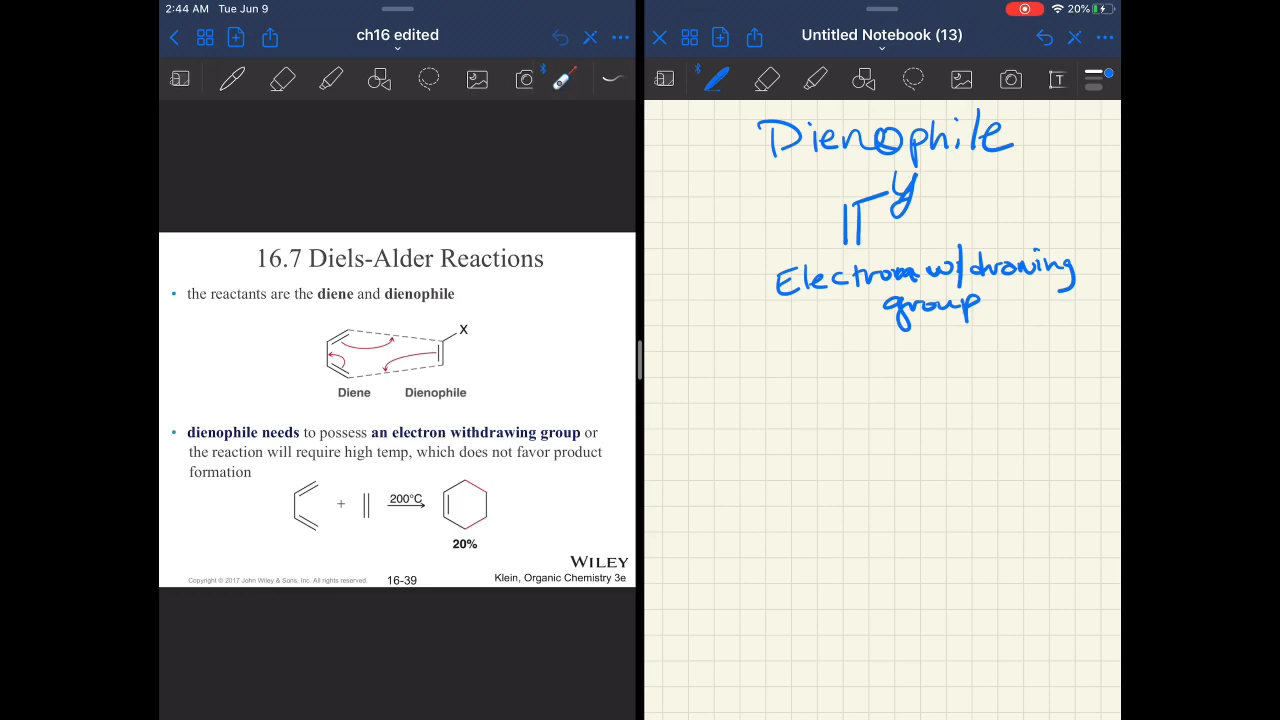 2:44 AM Tue Jun 9
20%
ch16 edited
Untitled Notebook (13)
T
16.7 Diels-Alder Reactions
• the reactants are the diene and dienophile
X
Diene Dienophile
• dienophile needs to possess an electron withdrawing group or
the reaction will require high temp, which does not favor product
formation
+ 200°C
20%
WILEY
Copyright © 2017 John Wiley & Sons, Inc. All rights reserved. 16-39 Klein, Organic Chemistry 3e
Dienophile
y
Electron w/drawing
group